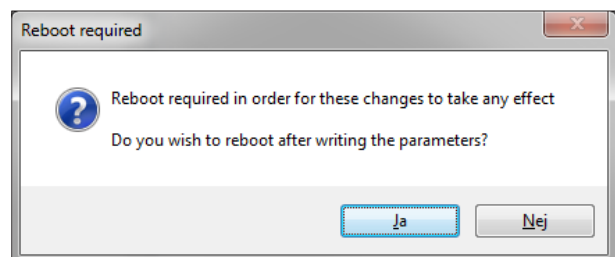 Reboot required
Reboot required in order for these changes to take any effect
Do you wish to reboot after writing the parameters?
Ja
Nej